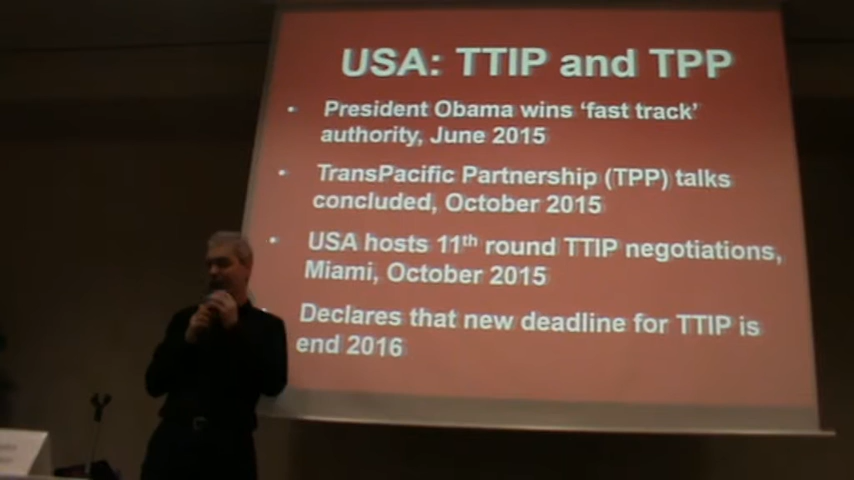 USA: TTIP and TPP
• President Obama wins ‘fast track’
authority, June 2015
• TransPacific Partnership (TPP) talks
concluded, October 2015
• USA hosts 11th round TTIP negotiations,
Miami, October 2015
Declares that new deadline for TTIP is
end 2016